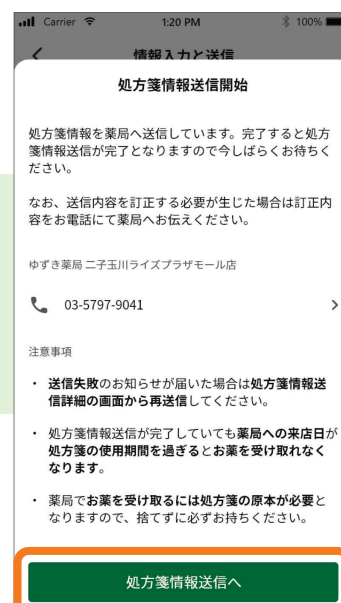 Carrier 1:20 PM 100%
情報入力と送信
処方箋情報送信開始
処方箋情報を薬局へ送信しています。完了すると処方
箋情報送信が完了となりますので今しばらくお待ちく
ださい。
なお、送信内容を訂正する必要が生じた場合は訂正内
容をお電話にて薬局へお伝えください。
ゆずき薬局 二子玉川ライズプラザモール店
03-5797-9041
注意事項
・ 送信失敗のお知らせが届いた場合は処方箋情報送
信詳細の画面から再送信してください。
・ 処方箋情報送信が完了していても薬局への来店日が
処方箋の使用期間を過ぎるとお薬を受け取れなく
なります。
・ 薬局でお薬を受け取るには処方箋の原本が必要と
なりますので、捨てずに必ずお持ちください。
処方箋情報送信へ